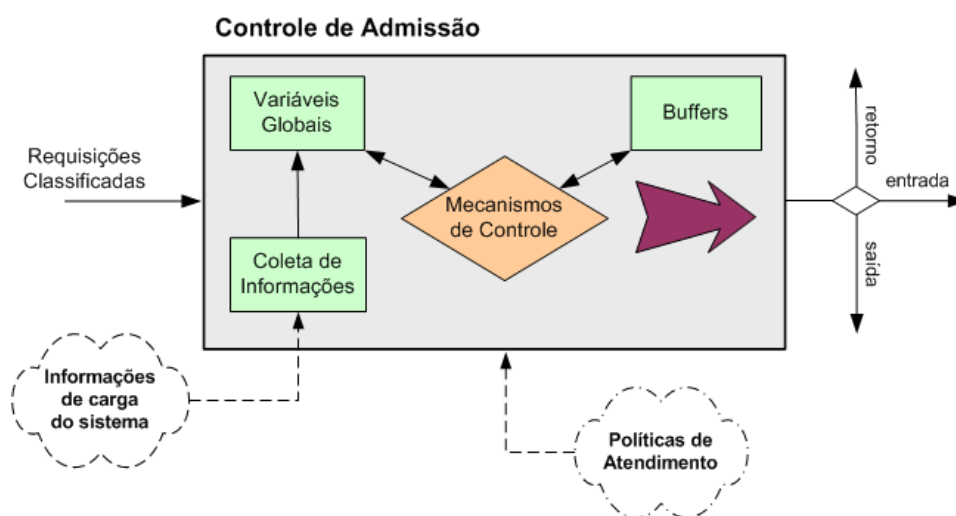 Controle de Admissão
Variáveis
Globais
Buffers
Requisições
Classificadas
Mecanismos
de Controle
Coleta de
Informações
retorno
entrada
saída
Informações
de carga
do sistema
Políticas de
Atendimento